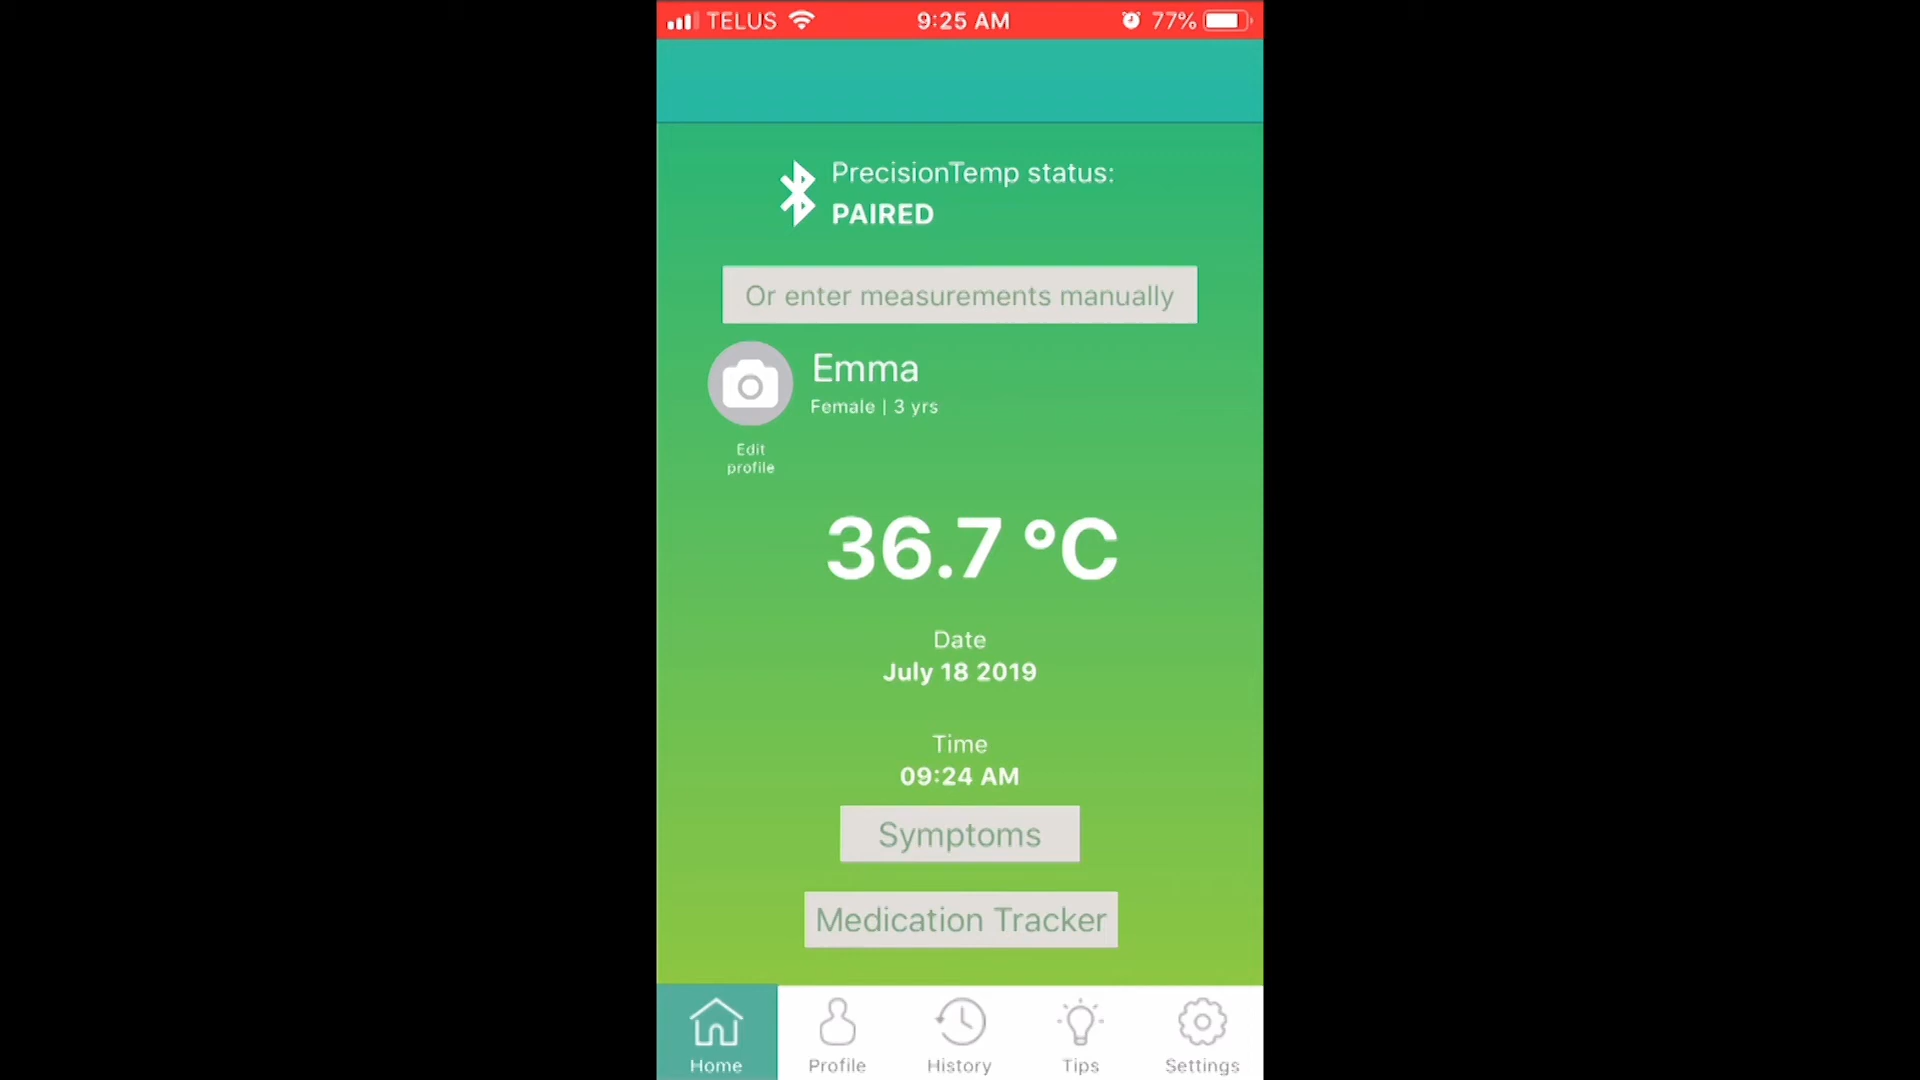 TELUS 9:25 AM 77%
PrecisionTemp status:
PAIRED
Or enter measurements manually
Emma
Female | 3 yrs
Edit
profile
36.7 °C
Date
July 18 2019
Time
09:24 AM
Symptoms
Medication Tracker
Home Profile History Tips Settings